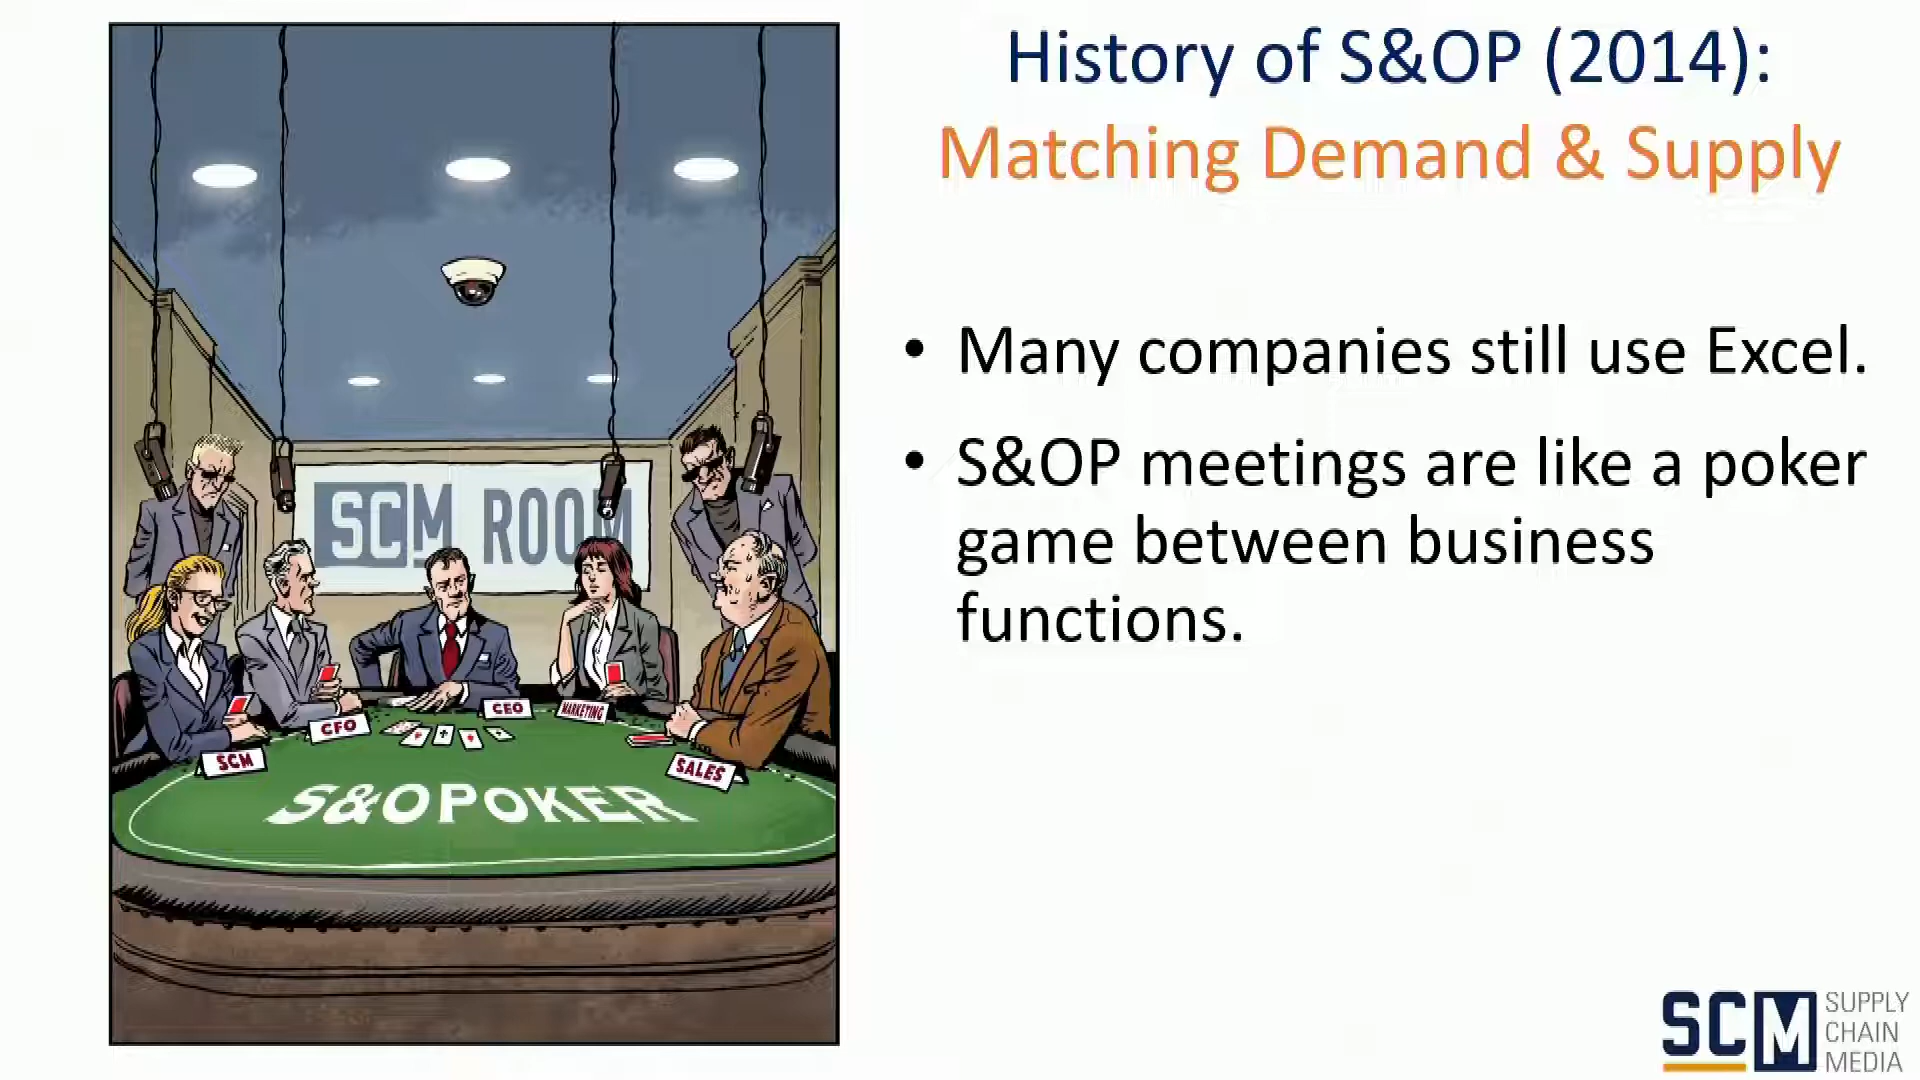 History of S&OP (2014):
Matching Demand & Supply
• Many companies still use Excel.
• S&OP meetings are like a poker
game between business
functions.
SCM ROOM
SCM
CFO
CEO
MARKETING
SALES
S&OPOKER
SCM
SUPPLY
CHAIN
MEDIA